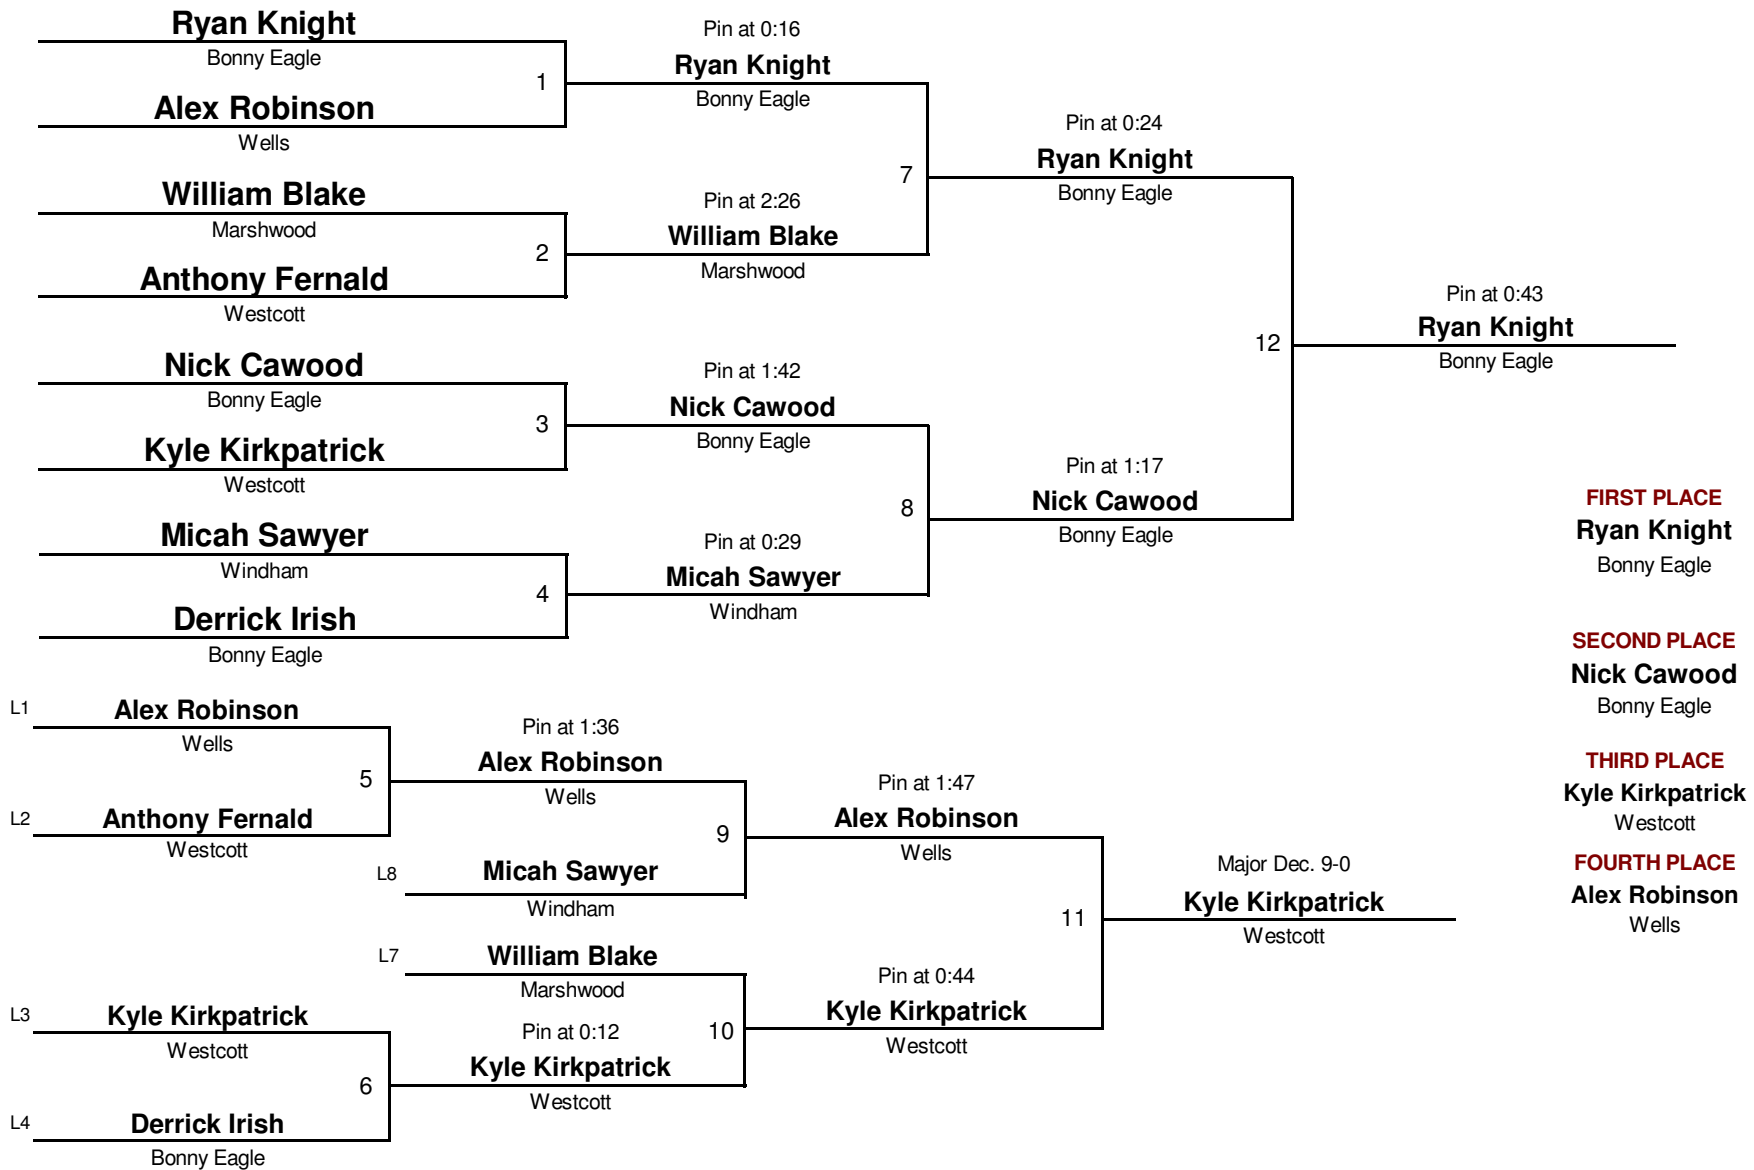 Ryan Knight
Bonny Eagle
1
Alex Robinson
Wells
William Blake
Marshwood
2
Anthony Fernald
Westcott
Nick Cawood
Bonny Eagle
3
Kyle Kirkpatrick
Westcott
Micah Sawyer
Windham
4
Derrick Irish
Bonny Eagle
Pin at 0:16
Ryan Knight
Bonny Eagle
7
Pin at 2:26
William Blake
Marshwood
Pin at 1:42
Nick Cawood
Bonny Eagle
8
Pin at 0:29
Micah Sawyer
Windham
Pin at 0:24
Ryan Knight
Bonny Eagle
12
Pin at 1:17
Nick Cawood
Bonny Eagle
Pin at 0:43
Ryan Knight
Bonny Eagle
FIRST PLACE
Ryan Knight
Bonny Eagle
SECOND PLACE
Nick Cawood
Bonny Eagle
THIRD PLACE
Kyle Kirkpatrick
Westcott
FOURTH PLACE
Alex Robinson
Wells
L1
Alex Robinson
Wells
5
L2
Anthony Fernald
Westcott
L3
Kyle Kirkpatrick
Westcott
6
L4
Derrick Irish
Bonny Eagle
Pin at 1:36
Alex Robinson
Wells
9
L8
Micah Sawyer
Windham
L7
William Blake
Marshwood
10
Pin at 0:12
Kyle Kirkpatrick
Westcott
Pin at 1:47
Alex Robinson
Wells
11
Pin at 0:44
Kyle Kirkpatrick
Westcott
Major Dec. 9-0
Kyle Kirkpatrick
Westcott